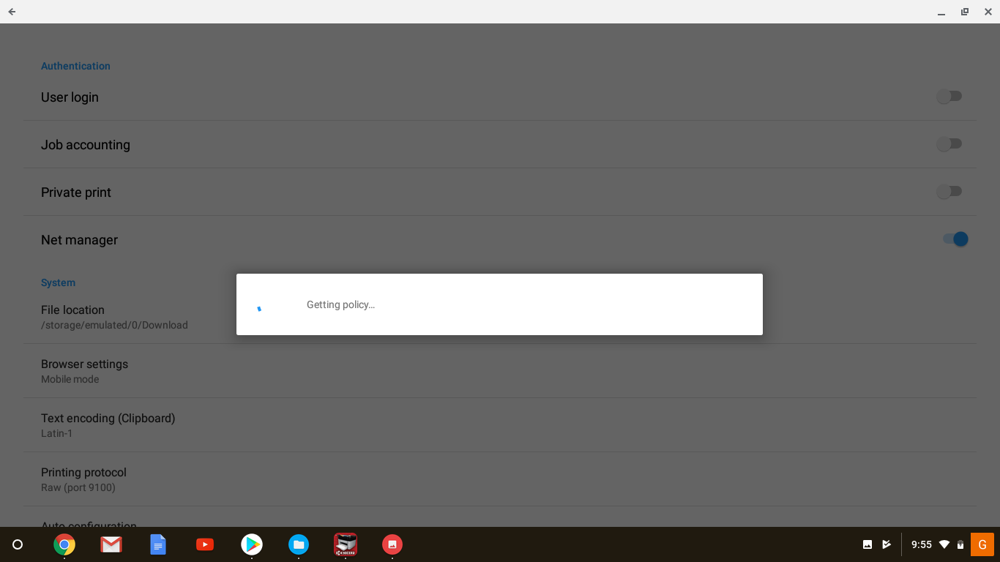 Authentication
User login
Job accounting
Private print
Net manager
System
File location
/storage/emulated/0/Download
Getting policy...
Browser settings
Mobile mode
Text encoding (Clipboard)
Latin-1
Printing protocol
Raw (port 9100)
Auto configuration
KYOCERA
9:55
G